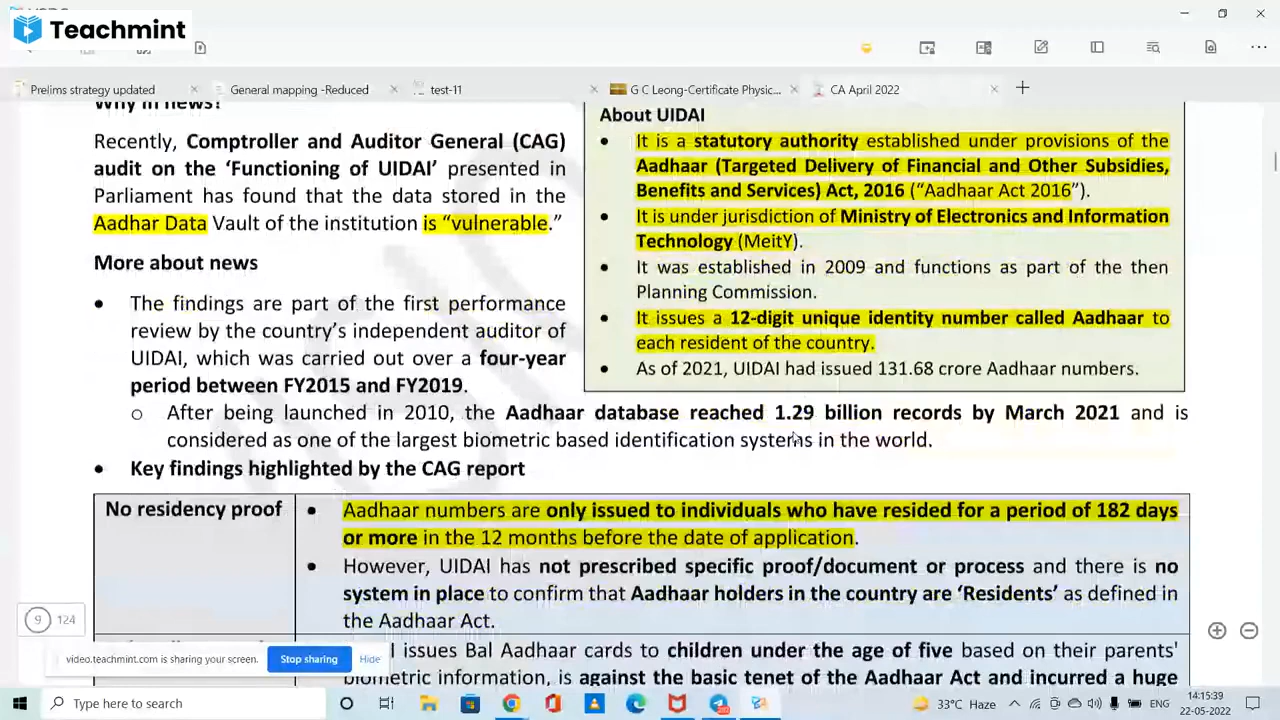 Teachmint
Prelims strategy updated
General mapping -Reduced
test-11
G C Leong-Certificate Physic...
CA April 2022
Why in news?
Recently, Comptroller and Auditor General (CAG)
audit on the ‘Functioning of UIDAI’ presented in
Parliament has found that the data stored in the
Aadhar Data Vault of the institution is “vulnerable.”
More about news
The findings are part of the first performance
review by the country’s independent auditor of
UIDAI, which was carried out over a four-year
period between FY2015 and FY2019.
About UIDAI
It is a statutory authority established under provisions of the
Aadhaar (Targeted Delivery of Financial and Other Subsidies,
Benefits and Services) Act, 2016 (“Aadhaar Act 2016”).
It is under jurisdiction of Ministry of Electronics and Information
Technology (MeitY).
It was established in 2009 and functions as part of the then
Planning Commission.
It issues a 12-digit unique identity number called Aadhaar to
each resident of the country.
As of 2021, UIDAI had issued 131.68 crore Aadhaar numbers.
After being launched in 2010, the Aadhaar database reached 1.29 billion records by March 2021 and is
considered as one of the largest biometric based identification systems in the world.
Key findings highlighted by the CAG report
No residency proof
Aadhaar numbers are only issued to individuals who have resided for a period of 182 days
or more in the 12 months before the date of application.
However, UIDAI has not prescribed specific proof/document or process and there is no
system in place to confirm that Aadhaar holders in the country are ‘Residents’ as defined in
the Aadhaar Act.
issues Bal Aadhaar cards to children under the age of five based on their parents'
biometric information, is against the basic tenet of the Aadhaar Act and incurred a huge
9 124
video.teachmint.com is sharing your screen. Stop sharing Hide
Type here to search
33°C Haze
ENG
14:15:39
22-05-2022